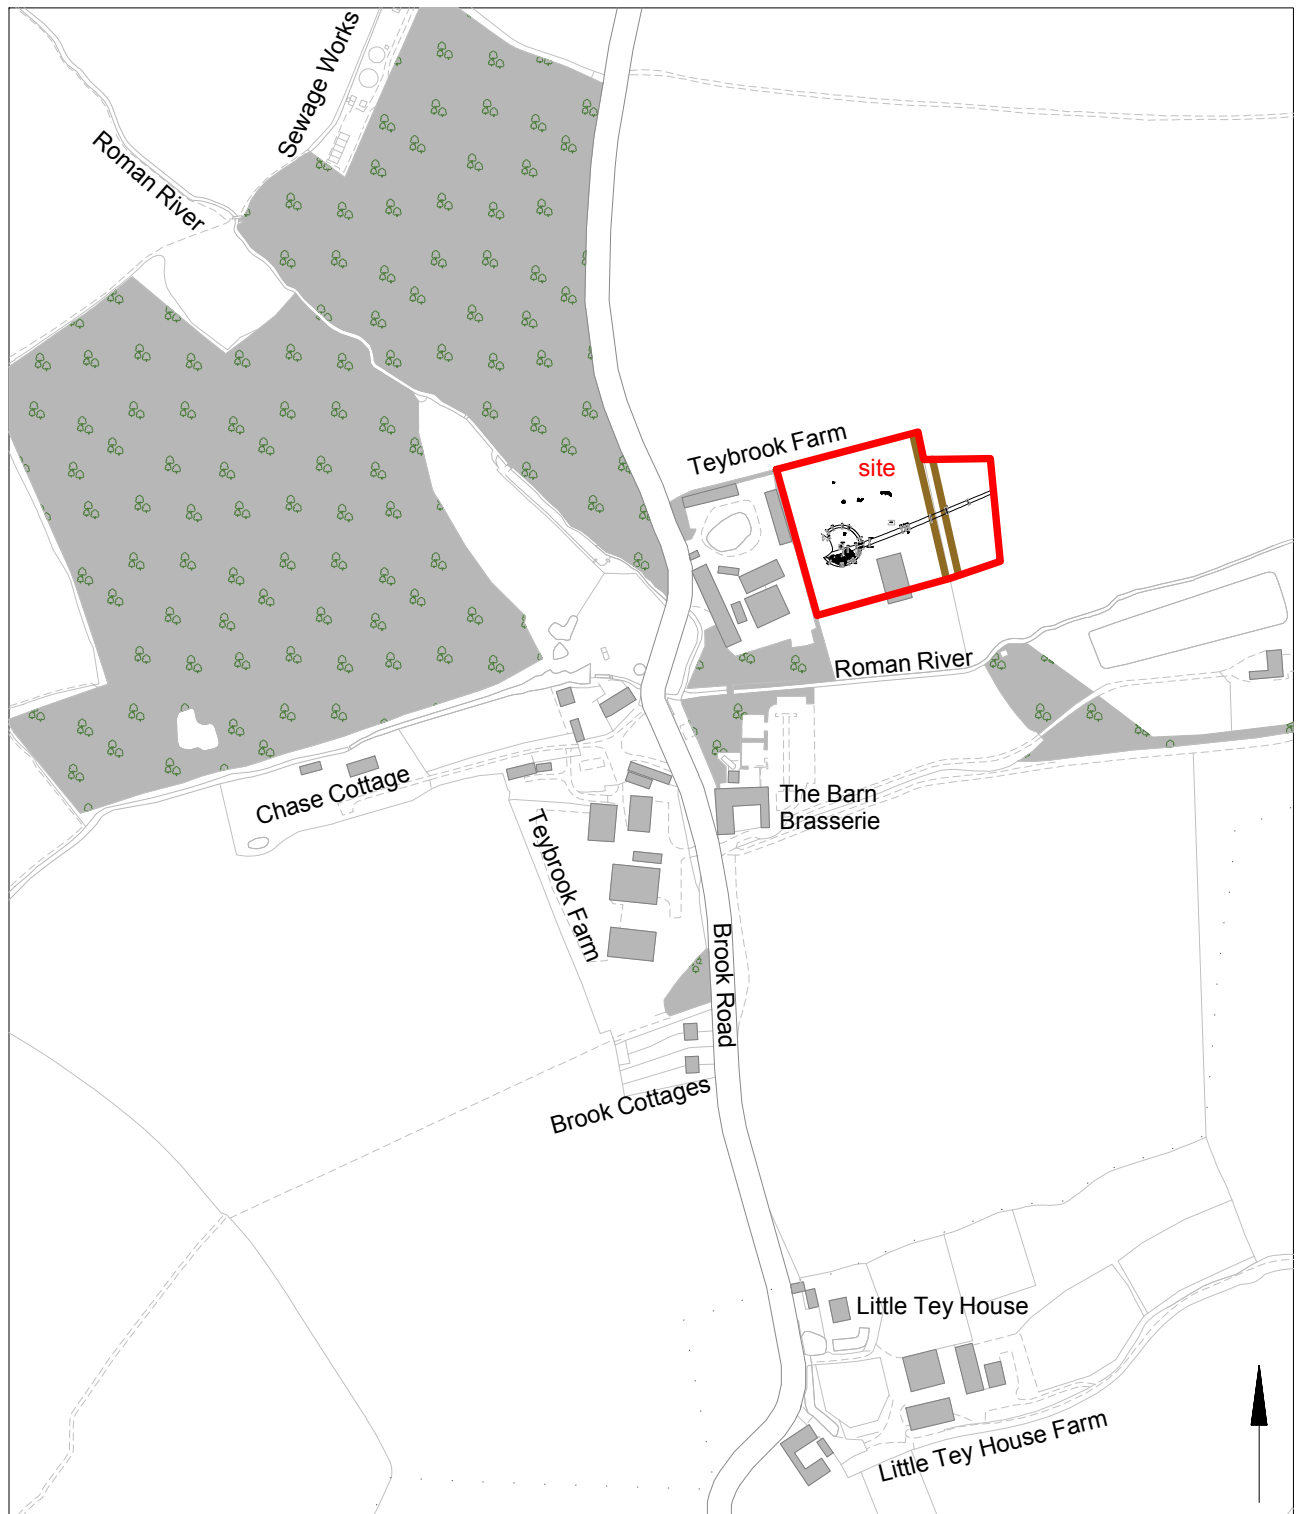 Sewage Works
Roman River
Teybrook Farm
site
Roman River
Chase Cottage
The Barn
Brasserie
Teybrook Farm
Brook Road
Brook Cottages
Little Tey House
Little Tey House Farm